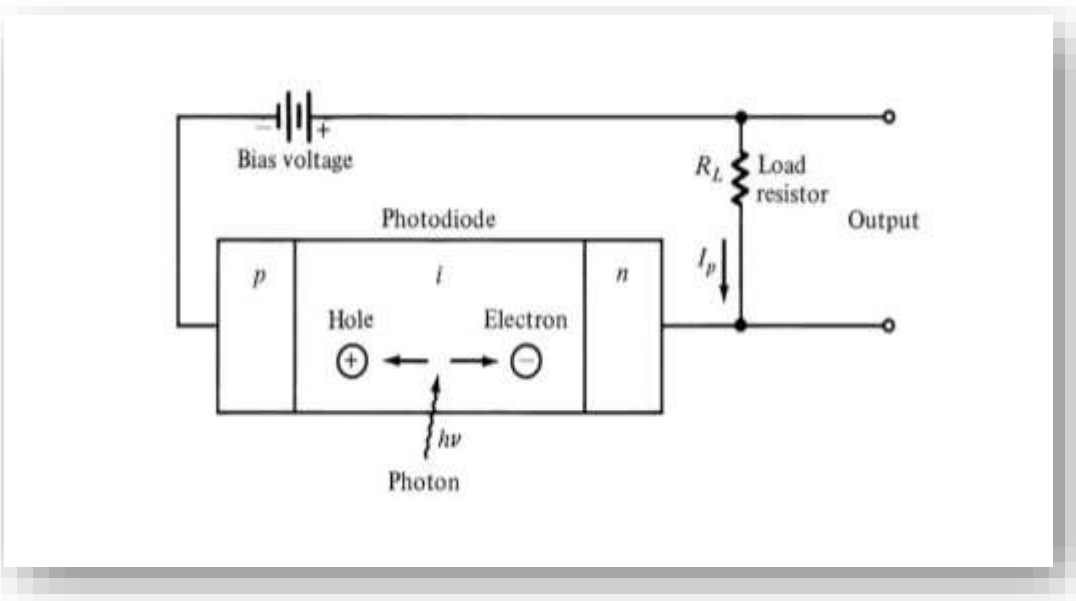 − +
Bias voltage
R_L Load
resistor
Photodiode
Output
p i n
I_p
Hole Electron
+ −
hν
Photon